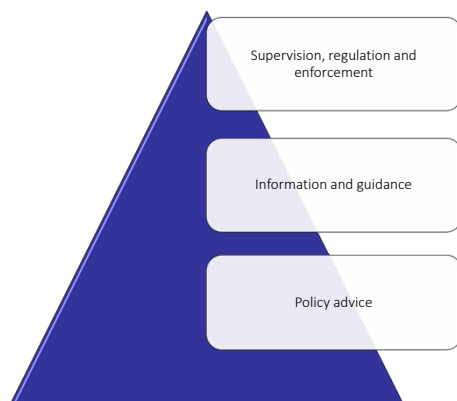 Supervision, regulation and
enforcement
Information and guidance
Policy advice